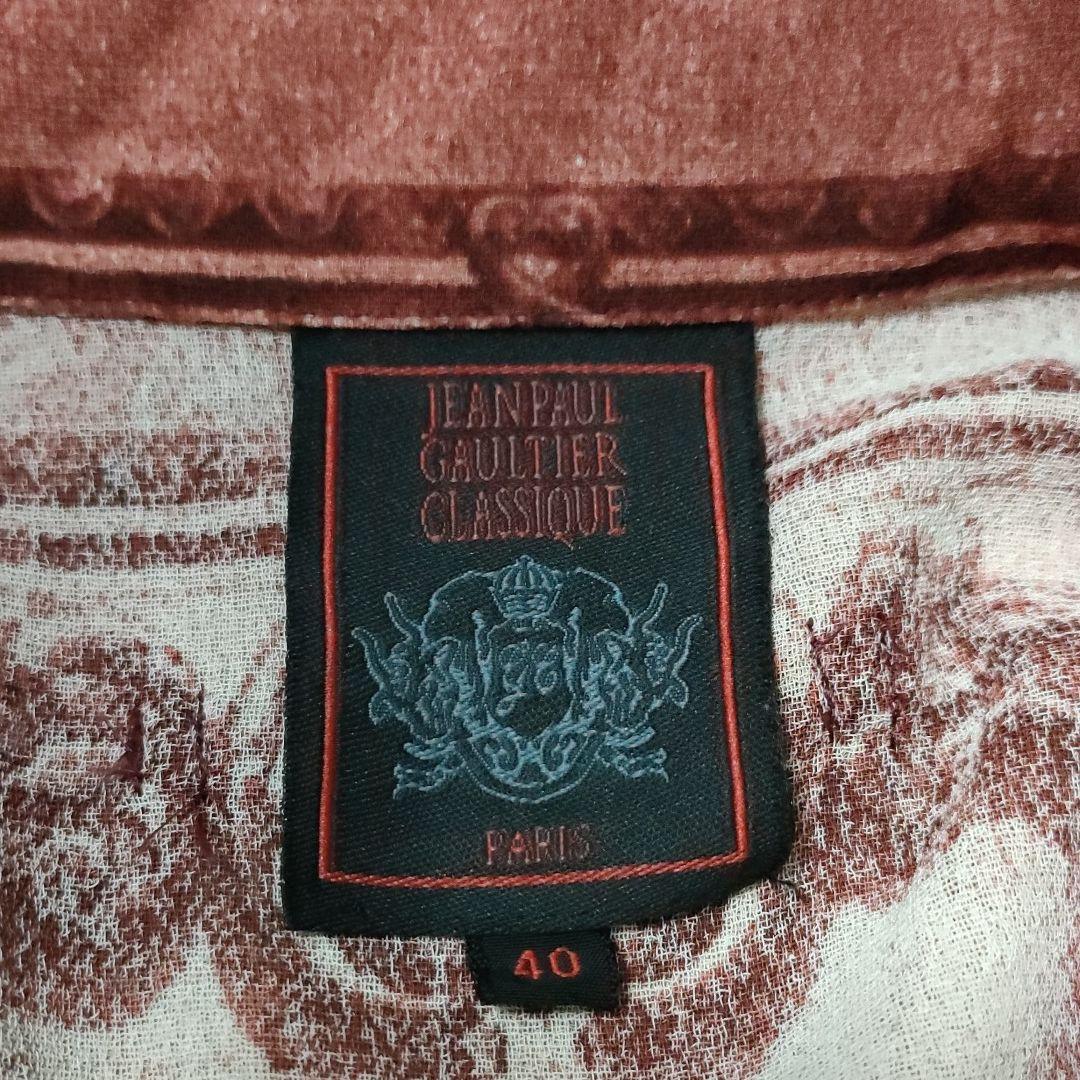 JEAN PAUL
GAULTIER
CLASSIQUE
PARIS
40